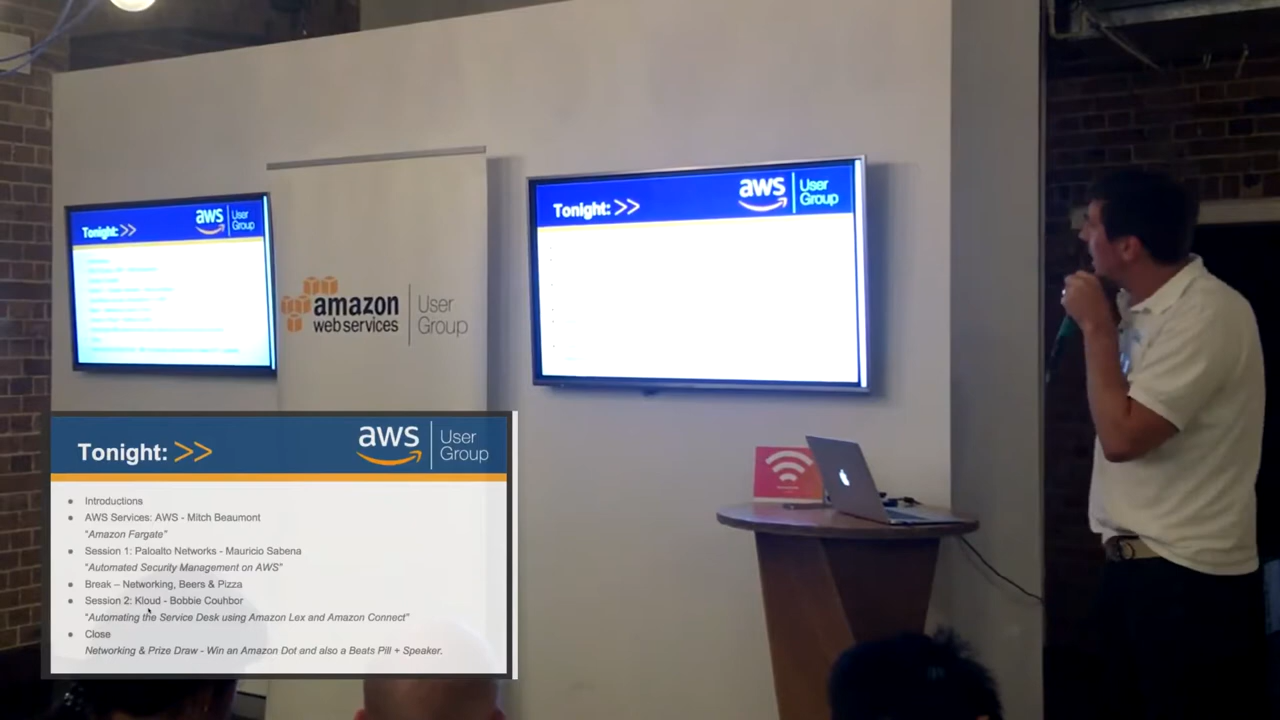 Tonight: >>
aws User Group
amazon web services User Group
Tonight: >>
aws User Group
Tonight: >>
aws User Group
Introductions
AWS Services: AWS - Mitch Beaumont
"Amazon Fargate"
Session 1: Paloalto Networks - Mauricio Sabena
"Automated Security Management on AWS"
Break – Networking, Beers & Pizza
Session 2: Kloud - Bobbie Couhbor
"Automating the Service Desk using Amazon Lex and Amazon Connect"
Close
Networking & Prize Draw - Win an Amazon Dot and also a Beats Pill + Speaker.